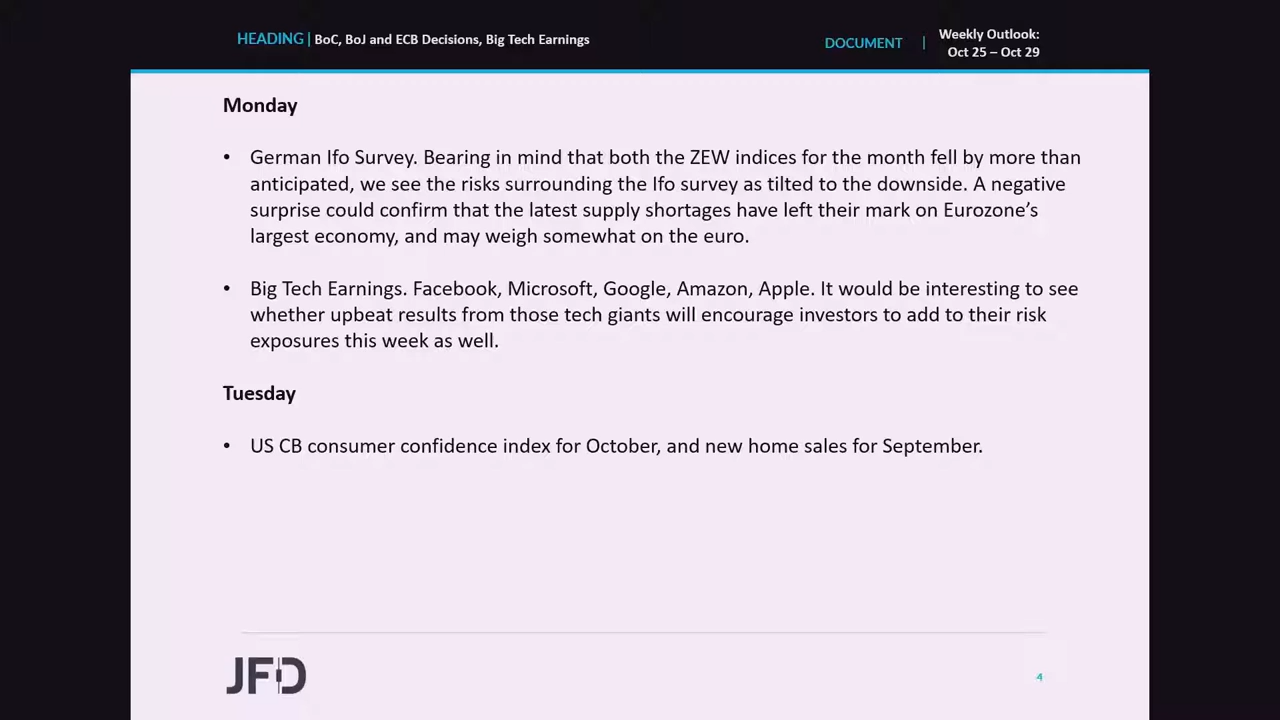 HEADING | BoC, BoJ and ECB Decisions, Big Tech Earnings
DOCUMENT | Weekly Outlook:
Oct 25 – Oct 29
Monday
• German Ifo Survey. Bearing in mind that both the ZEW indices for the month fell by more than
anticipated, we see the risks surrounding the Ifo survey as tilted to the downside. A negative
surprise could confirm that the latest supply shortages have left their mark on Eurozone’s
largest economy, and may weigh somewhat on the euro.
• Big Tech Earnings. Facebook, Microsoft, Google, Amazon, Apple. It would be interesting to see
whether upbeat results from those tech giants will encourage investors to add to their risk
exposures this week as well.
Tuesday
• US CB consumer confidence index for October, and new home sales for September.
JFD
4